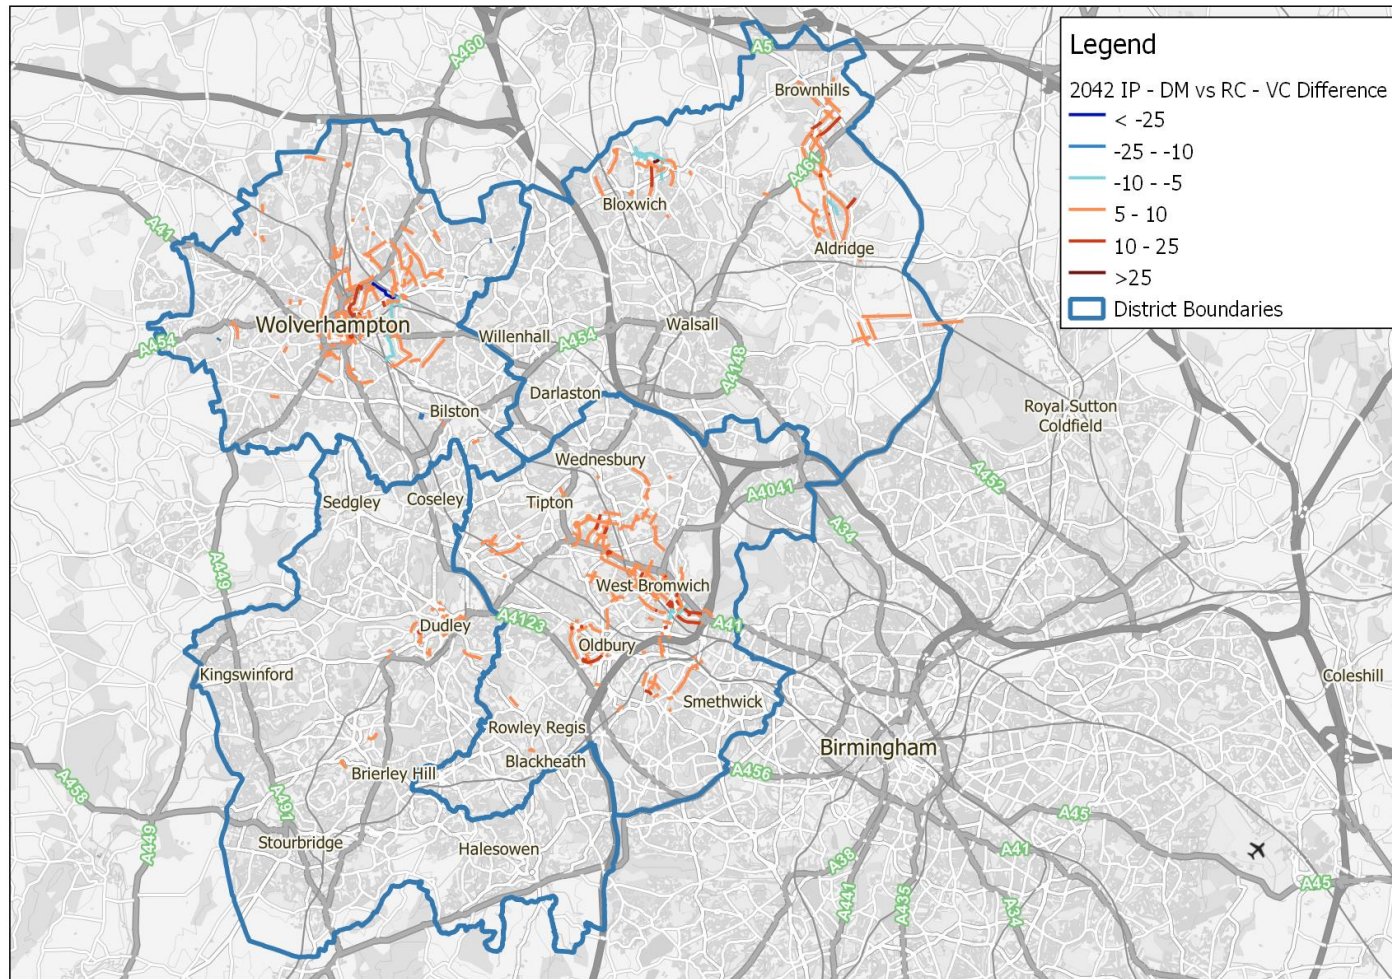 Legend
2042 IP - DM vs RC - VC Difference
< -25
-25 - -10
-10 - -5
5 - 10
10 - 25
>25
District Boundaries
A460
A5
Brownhills
A461
Bloxwich
A41
Aldridge
Wolverhampton
Willenhall
A454
Walsall
A454
A4148
Darlaston
Royal Sutton
Coldfield
Bilston
Wednesbury
A452
Sedgley
Coseley
Tipton
A4041
A34
A449
West Bromwich
Dudley
A4123
A41
Oldbury
Kingswinford
Coleshill
Smethwick
Rowley Regis
Birmingham
Blackheath
Brierley Hill
A456
A458
A491
A45
A449
Stourbridge
Halesowen
A38
A41
A441
A435
A34
A45